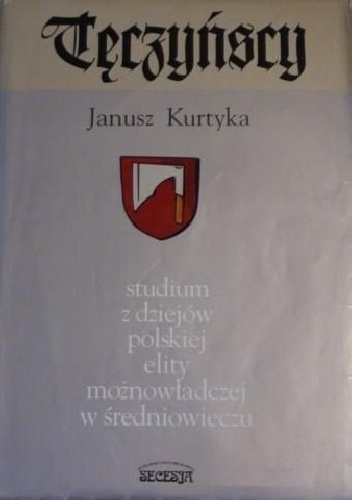 Tęczyńscy
Janusz Kurtyka
studium
z dziejów
polskiej
elity
możnowładczej
w średniowieczu
SECESJA